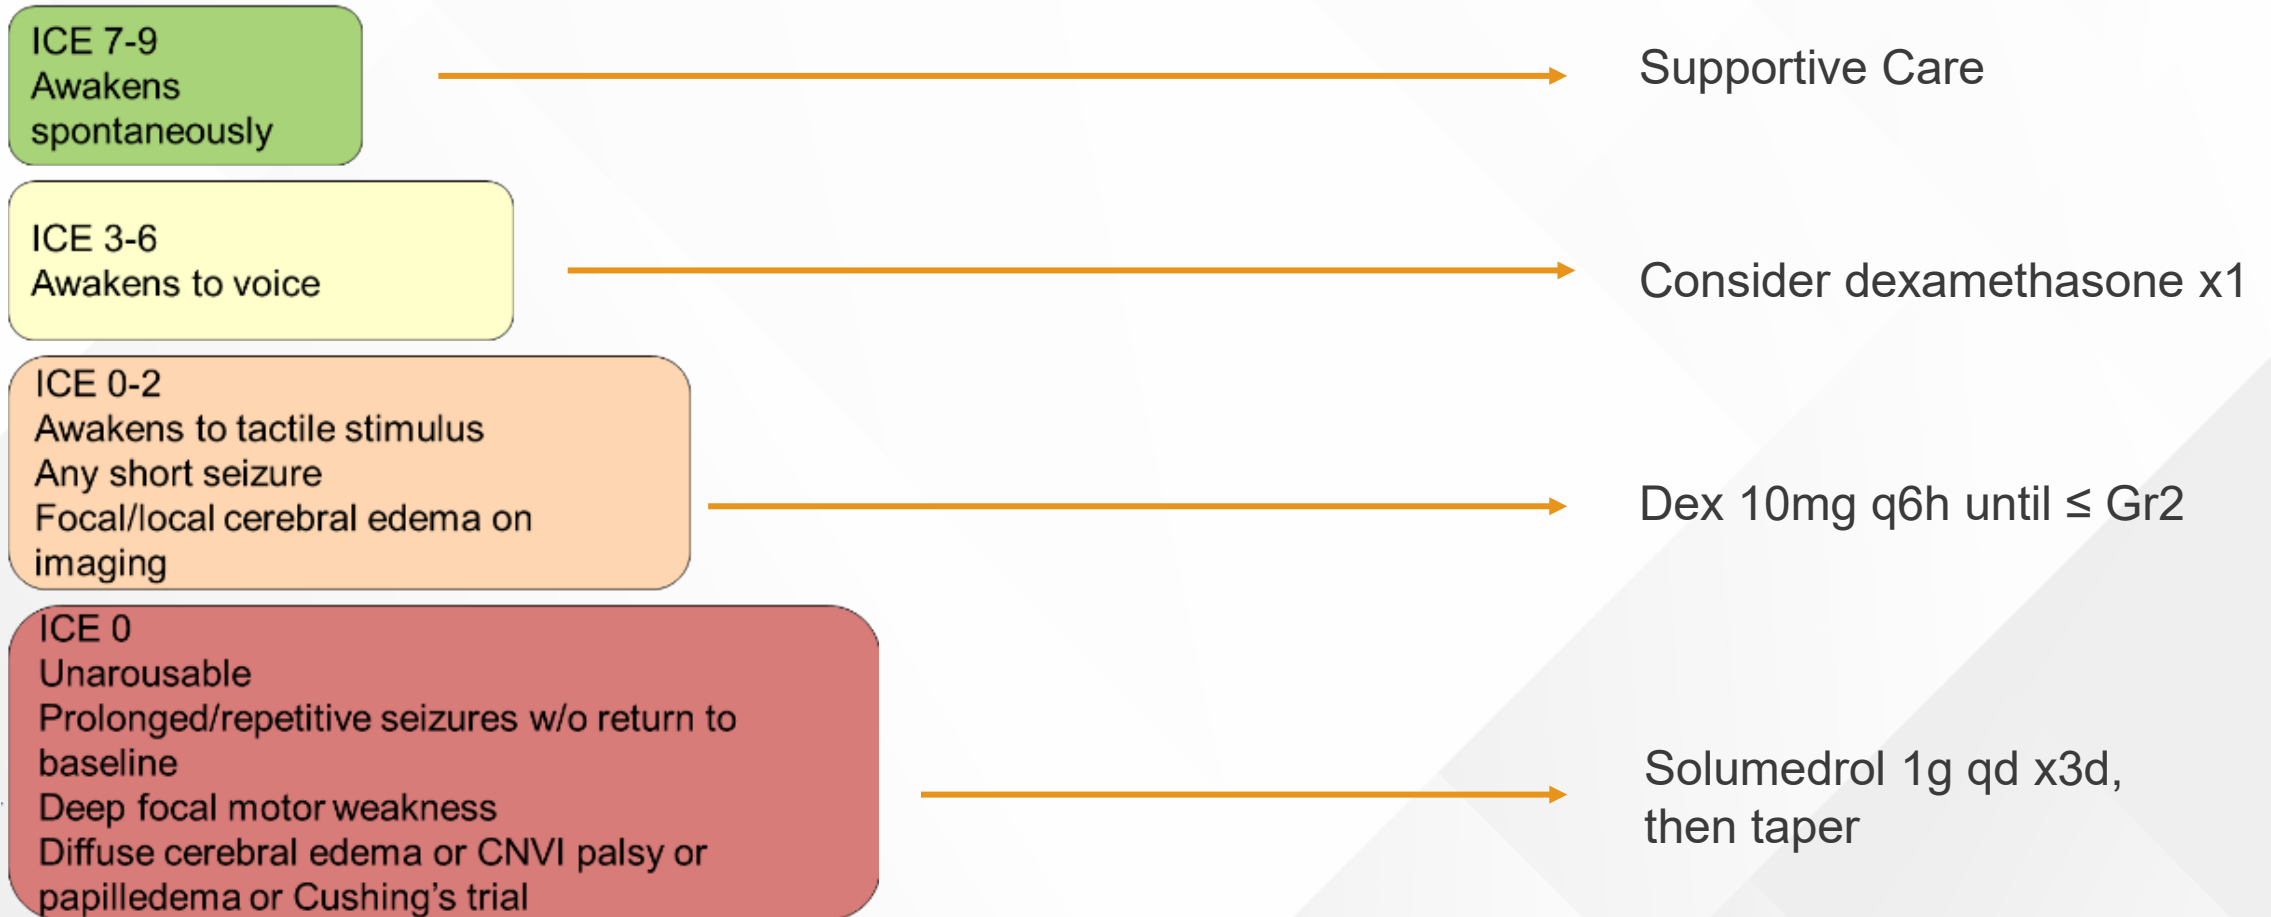 ICE 7-9
Awakens
spontaneously
Supportive Care
ICE 3-6
Awakens to voice
Consider dexamethasone x1
ICE 0-2
Awakens to tactile stimulus
Any short seizure
Focal/local cerebral edema on
imaging
Dex 10mg q6h until ≤ Gr2
ICE 0
Unarousable
Prolonged/repetitive seizures w/o return to
baseline
Deep focal motor weakness
Diffuse cerebral edema or CNVI palsy or
papilledema or Cushing's trial
Solumedrol 1g qd x3d,
then taper